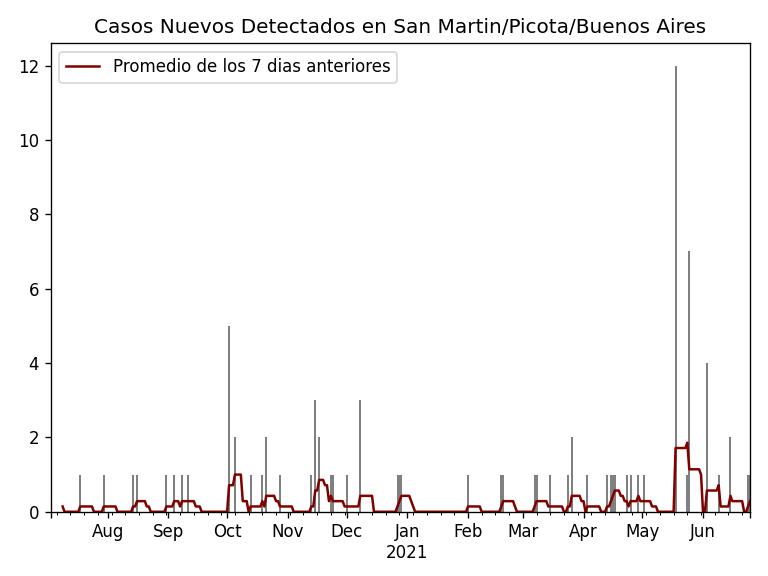 Casos Nuevos Detectados en San Martin/Picota/Buenos Aires
Promedio de los 7 dias anteriores
12
10
8
6
4
2
0
Aug Sep Oct Nov Dec Jan Feb Mar Apr May Jun
2021